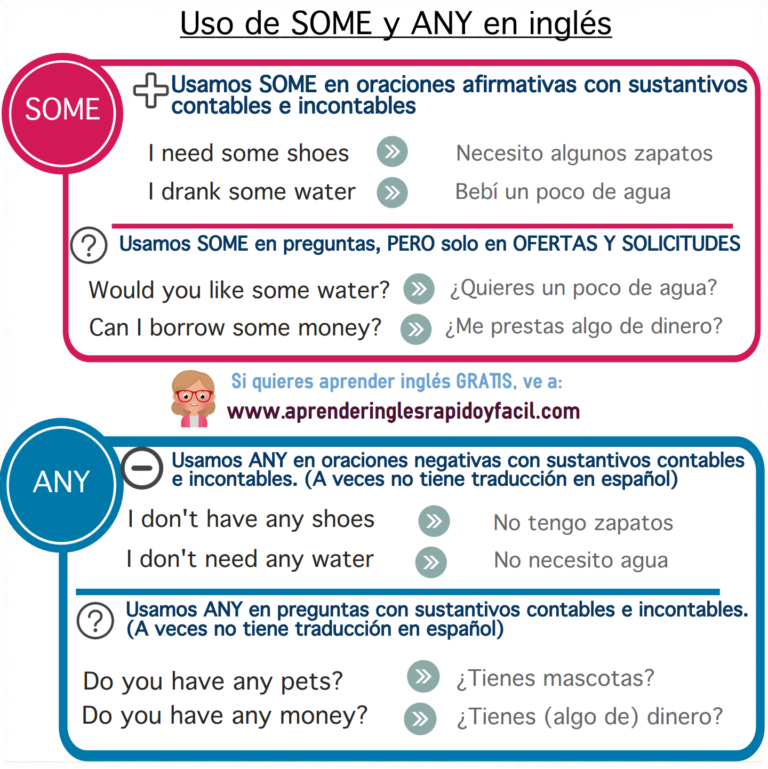 Uso de SOME y ANY en inglés
SOME
Usamos SOME en oraciones afirmativas con sustantivos
contables e incontables
I need some shoes » Necesito algunos zapatos
I drank some water » Bebí un poco de agua
? Usamos SOME en preguntas, PERO solo en OFERTAS Y SOLICITUDES
Would you like some water? » ¿Quieres un poco de agua?
Can I borrow some money? » ¿Me prestas algo de dinero?
Si quieres aprender inglés GRATIS, ve a:
www.aprenderinglesrapidoyfacil.com
ANY
Usamos ANY en oraciones negativas con sustantivos contables
e incontables. (A veces no tiene traducción en español)
I don't have any shoes » No tengo zapatos
I don't need any water » No necesito agua
? Usamos ANY en preguntas con sustantivos contables e incontables.
(A veces no tiene traducción en español)
Do you have any pets? » ¿Tienes mascotas?
Do you have any money? » ¿Tienes (algo de) dinero?